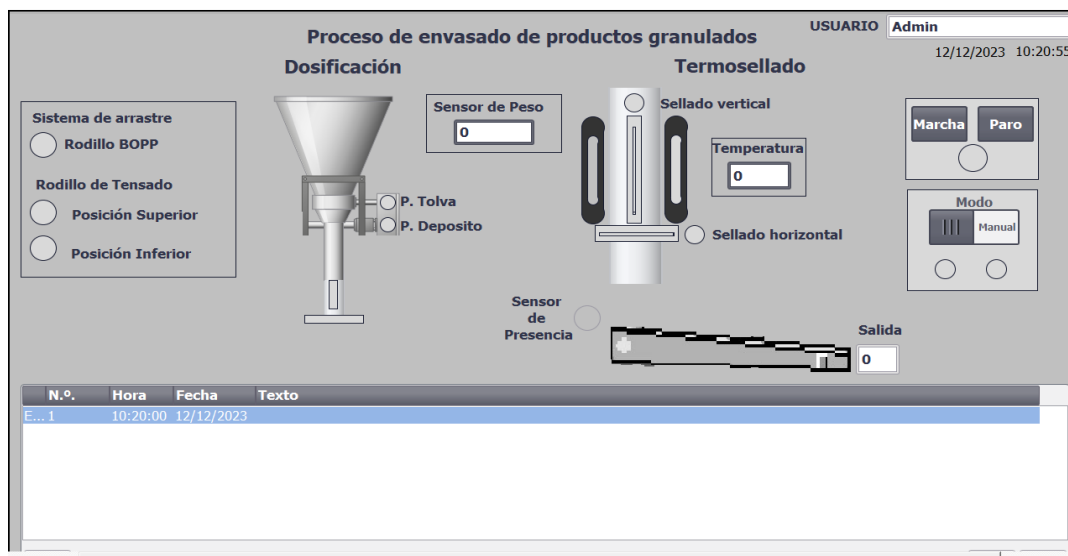 USUARIO Admin
Proceso de envasado de productos granulados
12/12/2023 10:20:55
Dosificación
Termosellado
Sistema de arrastre
Rodillo BOPP
Rodillo de Tensado
Posición Superior
Posición Inferior
Sensor de Peso
0
P. Tolva
P. Deposito
Sellado vertical
Temperatura
0
Sellado horizontal
Marcha Paro
Modo
Manual
Sensor
de
Presencia
Salida
0
N.º. Hora Fecha Texto
E... 1 10:20:00 12/12/2023